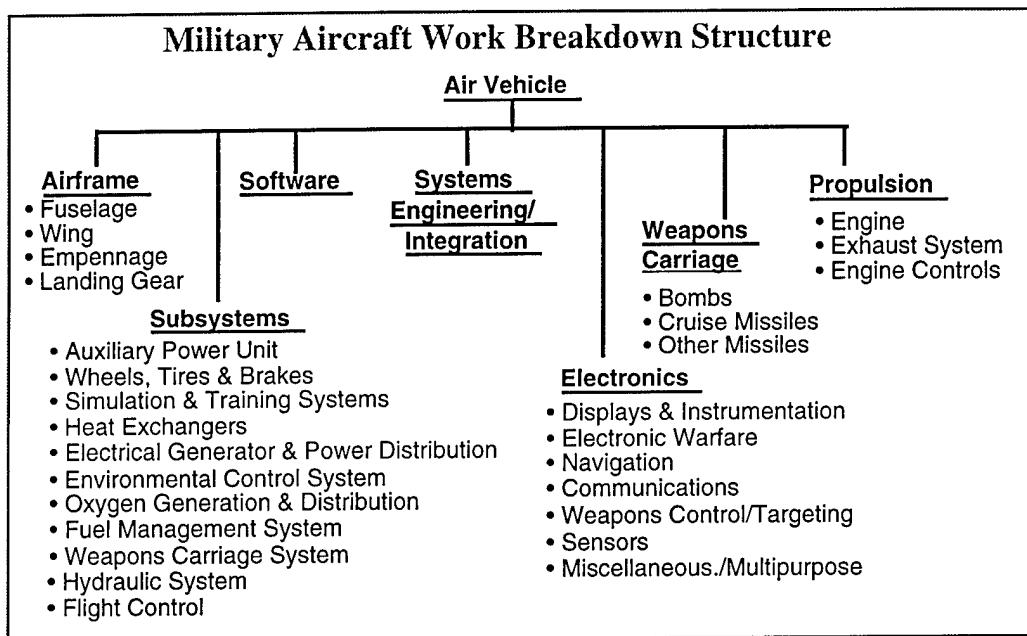 Military Aircraft Work Breakdown Structure
Air Vehicle
Airframe
• Fuselage
• Wing
• Empennage
• Landing Gear
Subsystems
• Auxiliary Power Unit
• Wheels, Tires & Brakes
• Simulation & Training Systems
• Heat Exchangers
• Electrical Generator & Power Distribution
• Environmental Control System
• Oxygen Generation & Distribution
• Fuel Management System
• Weapons Carriage System
• Hydraulic System
• Flight Control
Software
Systems
Engineering/
Integration
Electronics
• Displays & Instrumentation
• Electronic Warfare
• Navigation
• Communications
• Weapons Control/Targeting
• Sensors
• Miscellaneous./Multipurpose
Weapons
Carriage
• Bombs
• Cruise Missiles
• Other Missiles
Propulsion
• Engine
• Exhaust System
• Engine Controls